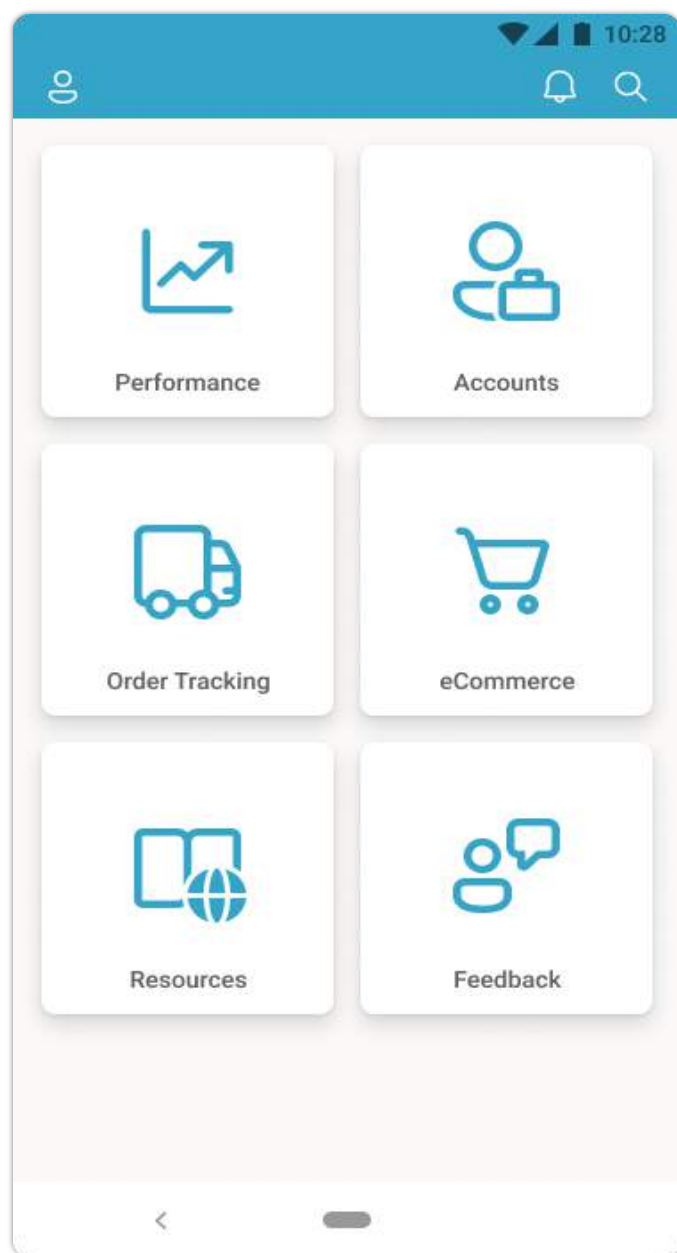 10:28
Performance
Accounts
Order Tracking
eCommerce
Resources
Feedback